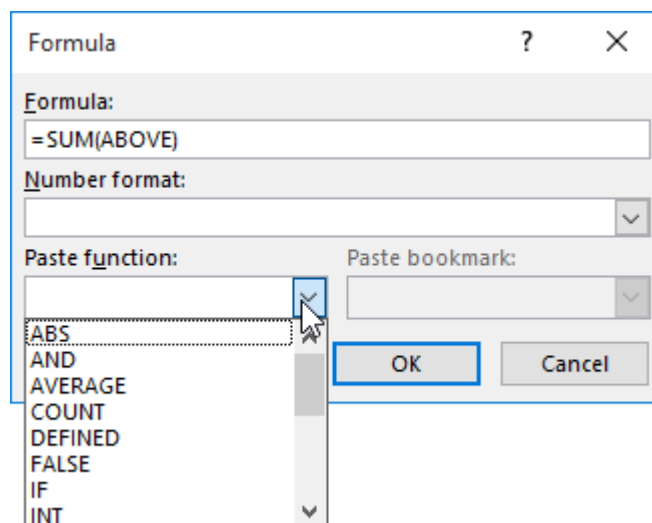 Formula
?
Formula:
=SUM(ABOVE)
Number format:
Paste function:
Paste bookmark:
ABS
AND
AVERAGE
COUNT
DEFINED
FALSE
IF
INT
OK
Cancel